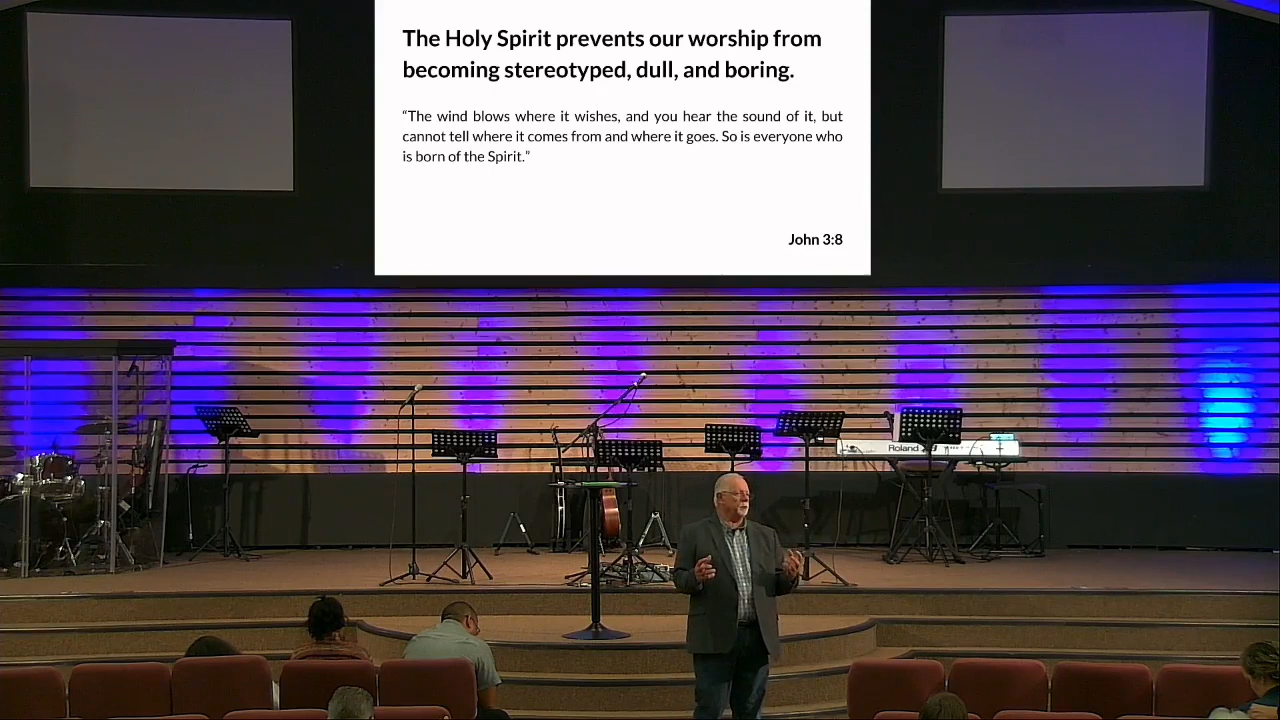 The Holy Spirit prevents our worship from
becoming stereotyped, dull, and boring.
“The wind blows where it wishes, and you hear the sound of it, but
cannot tell where it comes from and where it goes. So is everyone who
is born of the Spirit.”
John 3:8
Roland